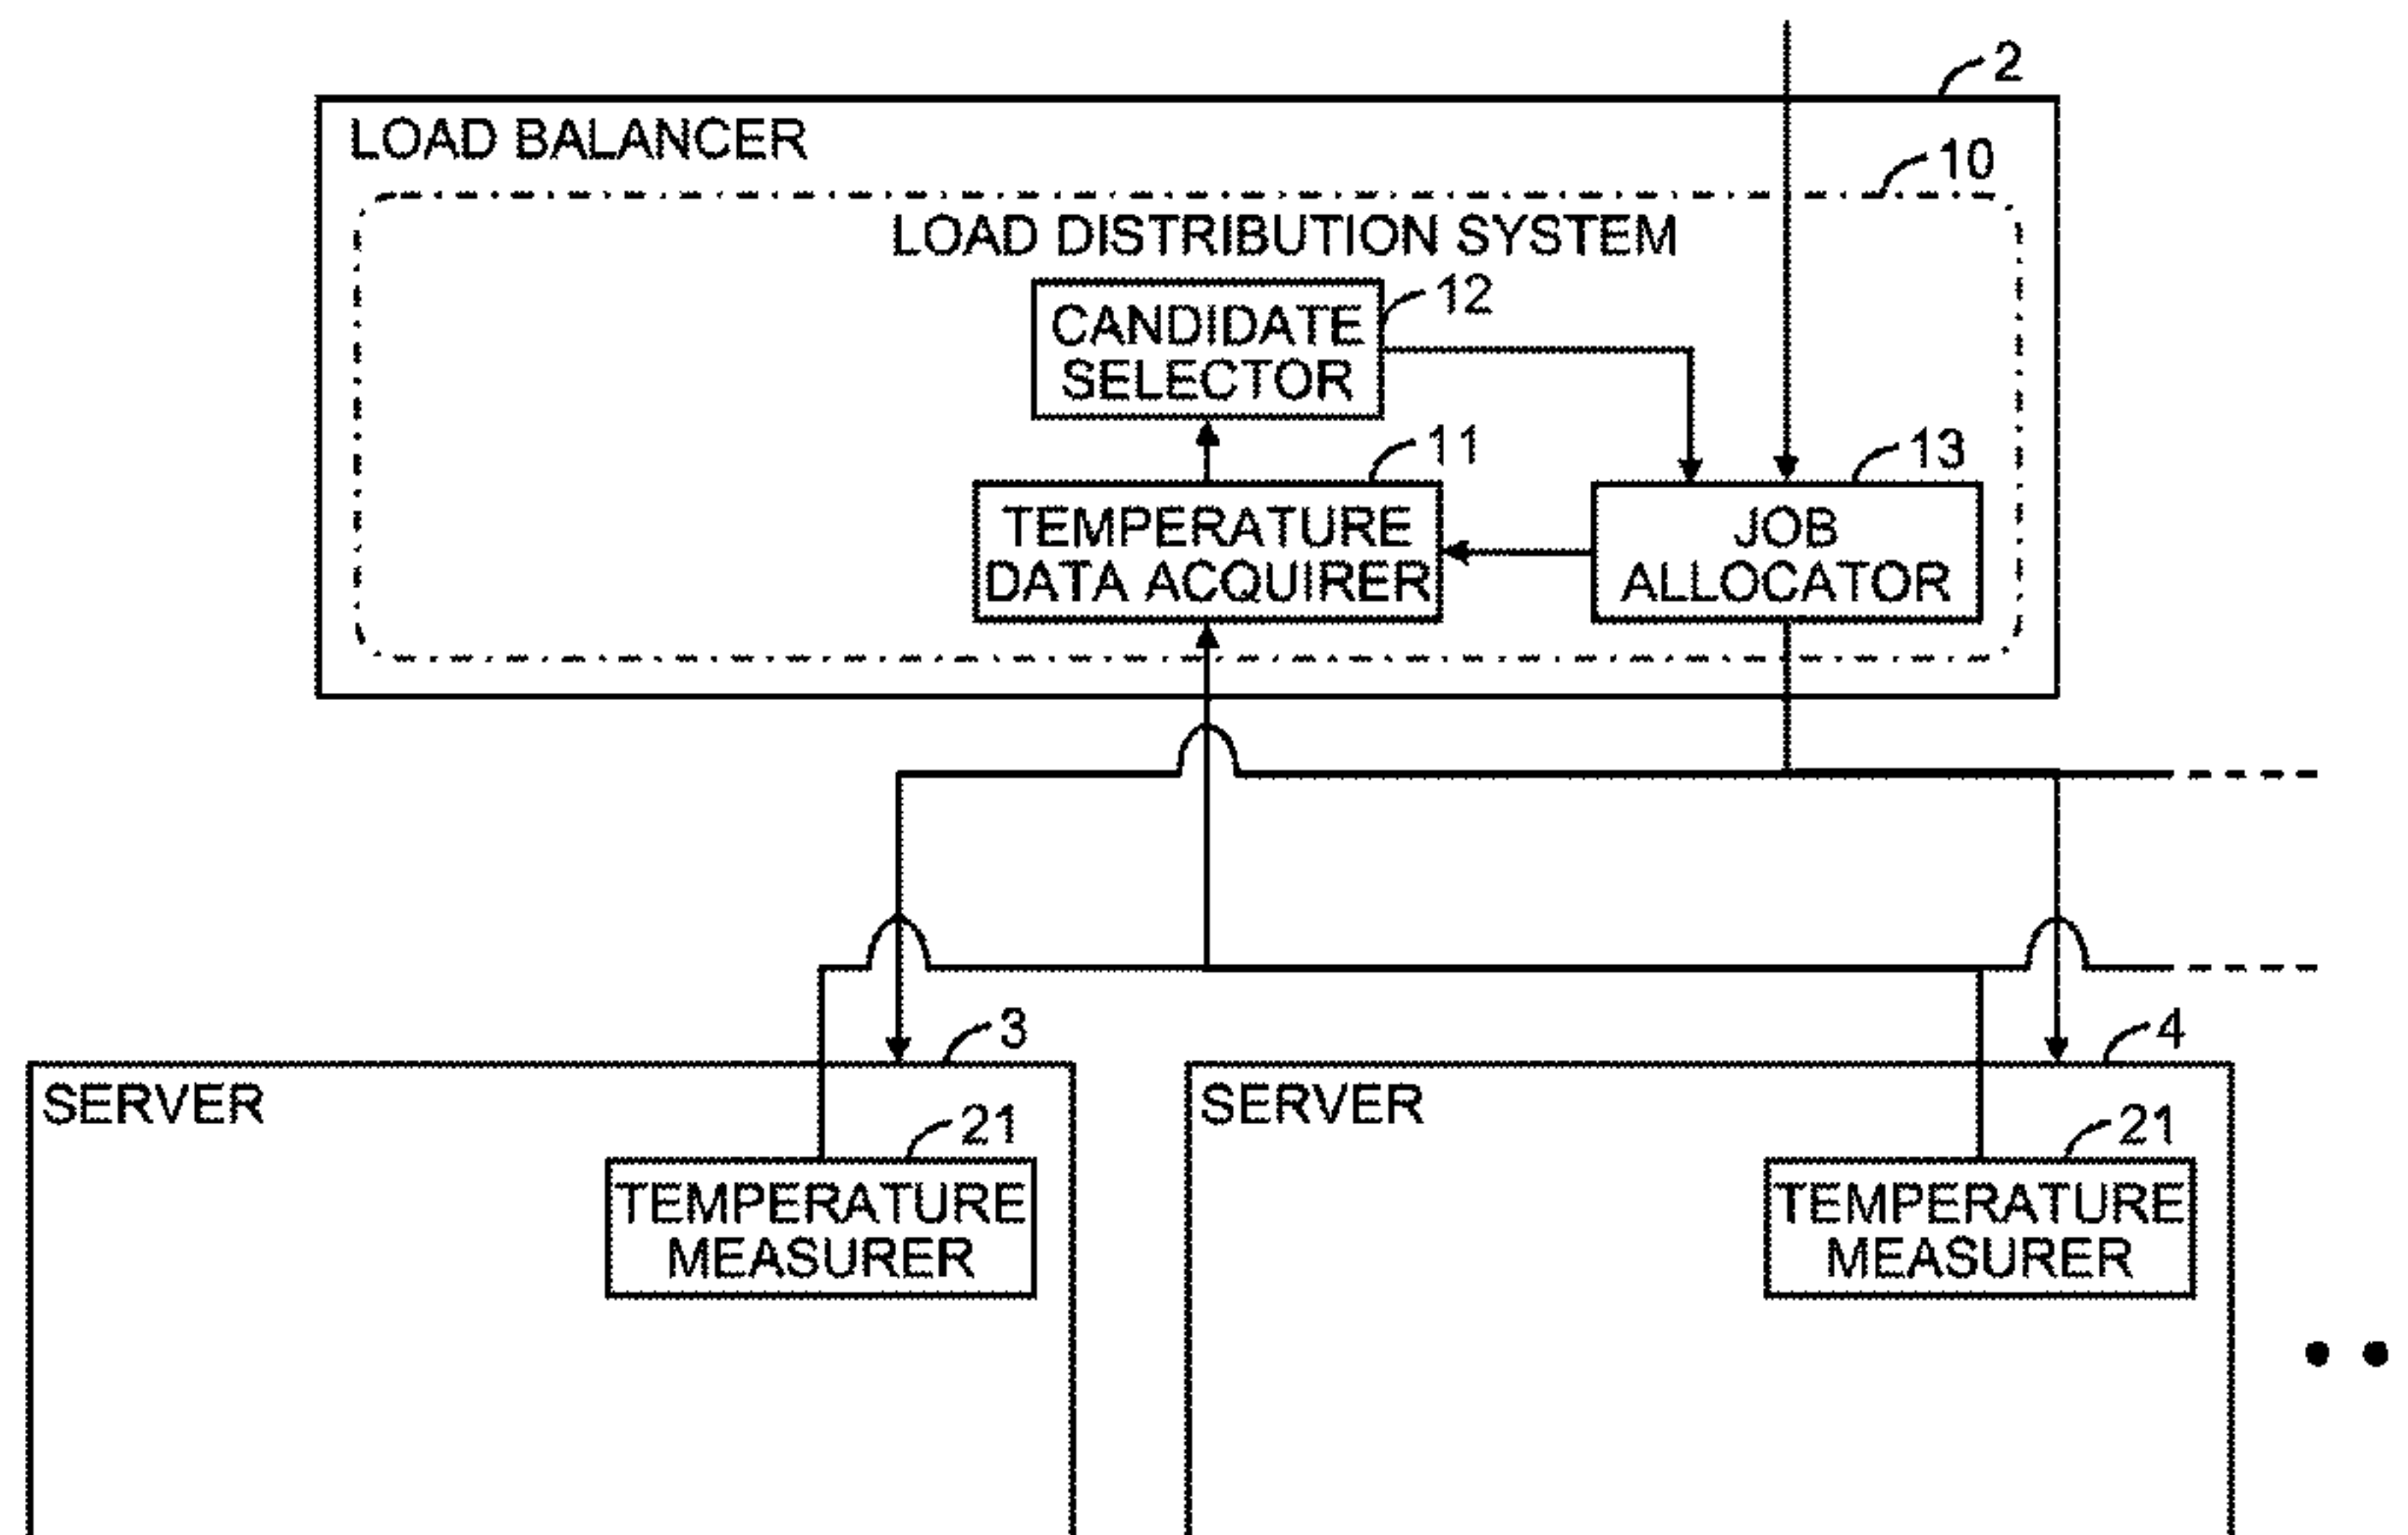 2
LOAD BALANCER
10
LOAD DISTRIBUTION SYSTEM
12
CANDIDATE
SELECTOR
11
13
TEMPERATURE
DATA ACQUIRER
JOB
ALLOCATOR
3
4
SERVER
SERVER
21
21
TEMPERATURE
MEASURER
TEMPERATURE
MEASURER